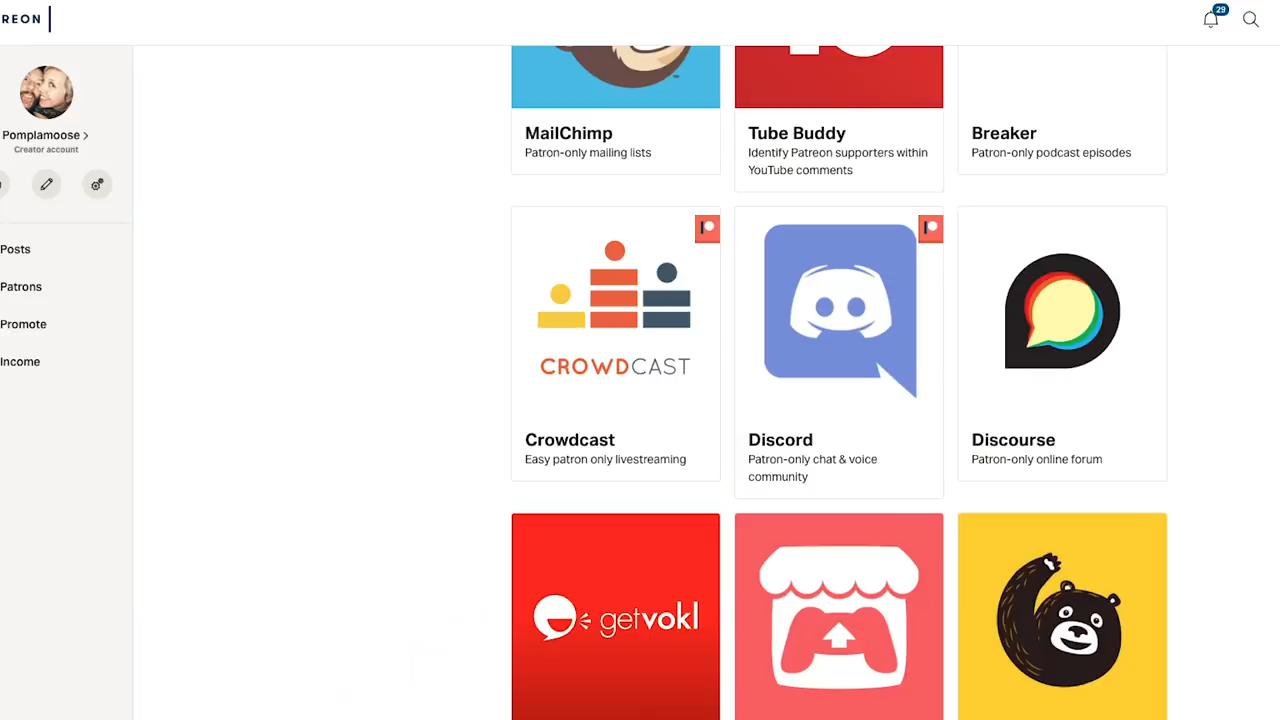 REON
29
Pomplamoose
Creator account
Posts
Patrons
Promote
Income
MailChimp
Patron-only mailing lists
Tube Buddy
Identify Patreon supporters within
YouTube comments
Breaker
Patron-only podcast episodes
CROWDCAST
Crowdcast
Easy patron only livestreaming
Discord
Patron-only chat & voice
community
Discourse
Patron-only online forum
getvokl